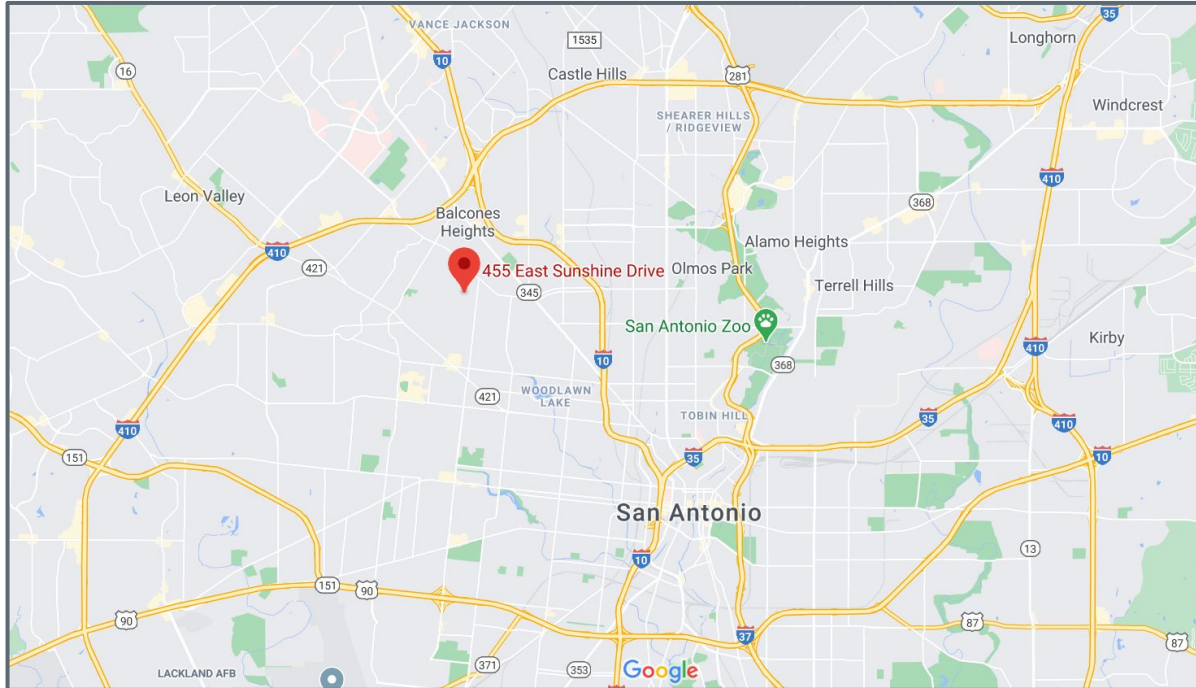 VANCE JACKSON
35
1535
Longhorn
10
16
Castle Hills
281
Windcrest
SHEARER HILLS
/ RIDGEVIEW
410
Leon Valley
368
Balcones
Heights
410
Alamo Heights
421
455 East Sunshine Drive
Olmos Park
Terrell Hills
345
San Antonio Zoo
Kirby
410
10
368
WOODLAWN
LAKE
421
TOBIN HILL
35
410
410
151
35
10
San Antonio
10
13
151
90
90
87
37
87
371
353
LACKLAND AFB
Google